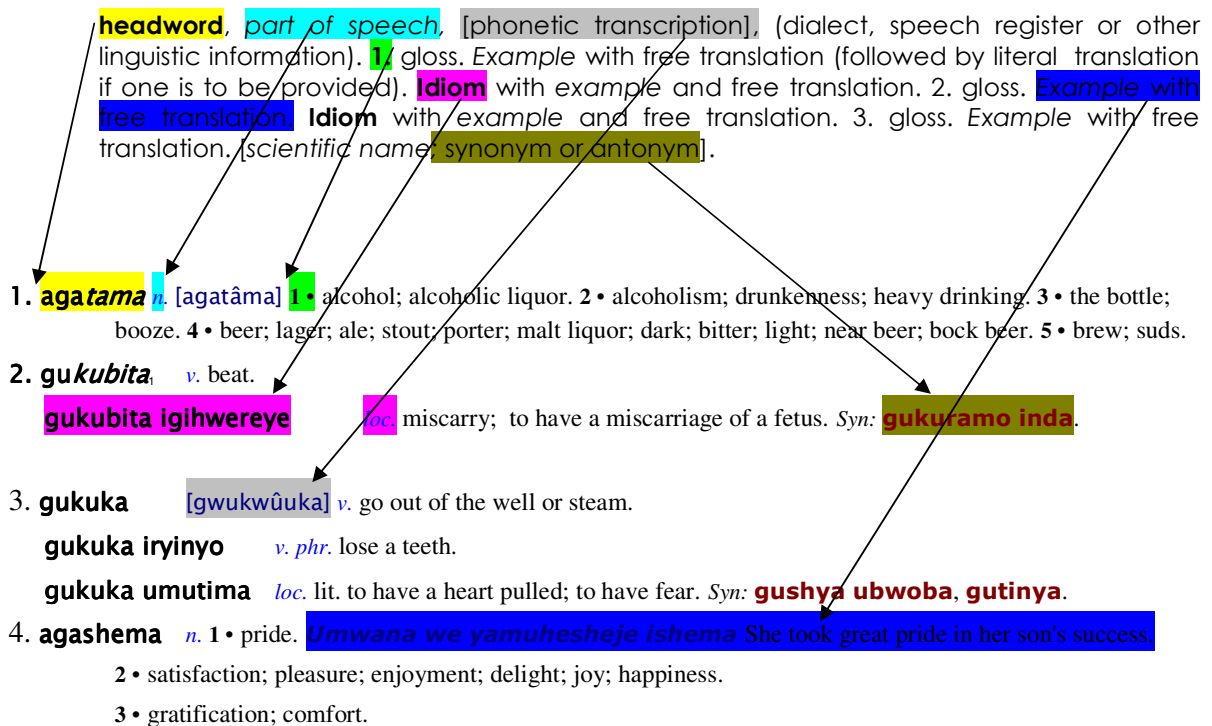 headword, part of speech, [phonetic transcription], (dialect, speech register or other
linguistic information). 1. gloss. Example with free translation (followed by literal translation
if one is to be provided). Idiom with example and free translation. 2. gloss. Example with
free translation. Idiom with example and free translation. 3. gloss. Example with free
translation. [scientific name; synonym or antonym].
1. agatama n. [agatâma] 1 • alcohol; alcoholic liquor. 2 • alcoholism; drunkenness; heavy drinking. 3 • the bottle;
booze. 4 • beer; lager; ale; stout; porter; malt liquor; dark; bitter; light; near beer; bock beer. 5 • brew; suds.
2. gukubita₁ v. beat.
gukubita igihwereye loc. miscarry; to have a miscarriage of a fetus. Syn: gukuramo inda.
3. gukuka [gwukwûuka] v. go out of the well or steam.
gukuka iryinyo v. phr. lose a teeth.
gukuka umutima loc. lit. to have a heart pulled; to have fear. Syn: gushya ubwoba, gutinya.
4. agashema n. 1 • pride. Umwana we yamuhesheje ishema She took great pride in her son's success.
2 • satisfaction; pleasure; enjoyment; delight; joy; happiness.
3 • gratification; comfort.